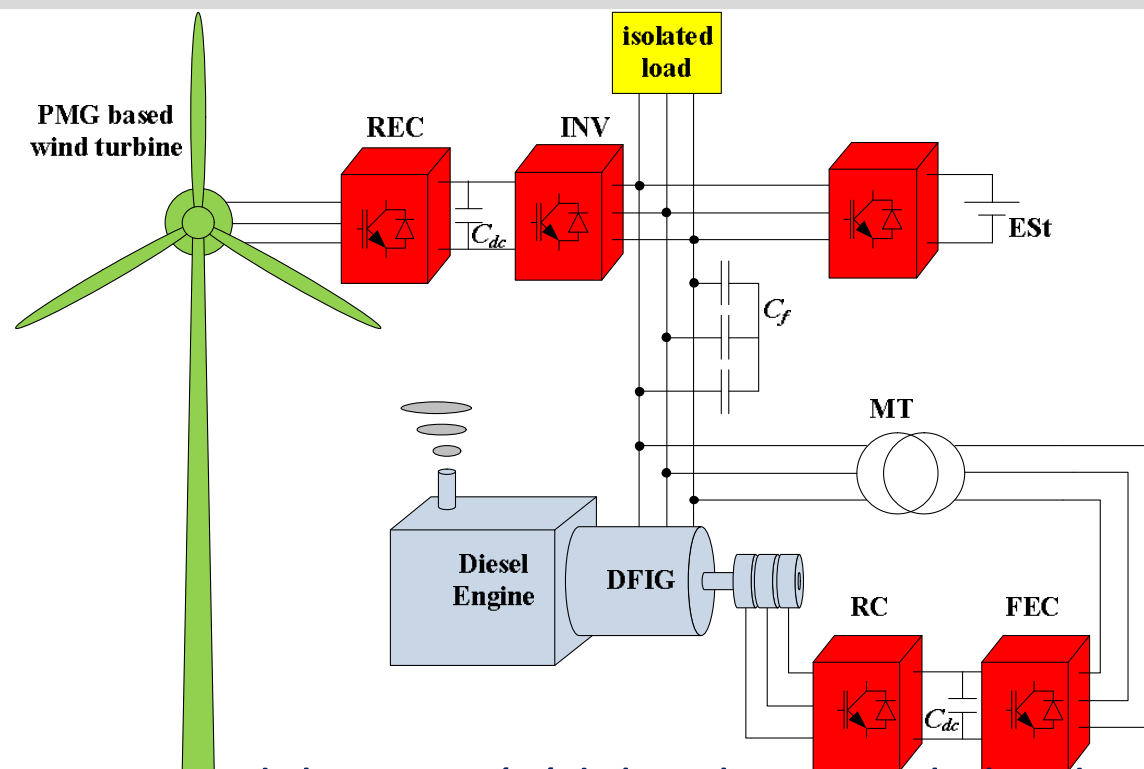 isolated
load
PMG based
wind turbine
REC
INV
Cdc
ESt
Cf
MT
Diesel
Engine
DFIG
RC
FEC
Cdc